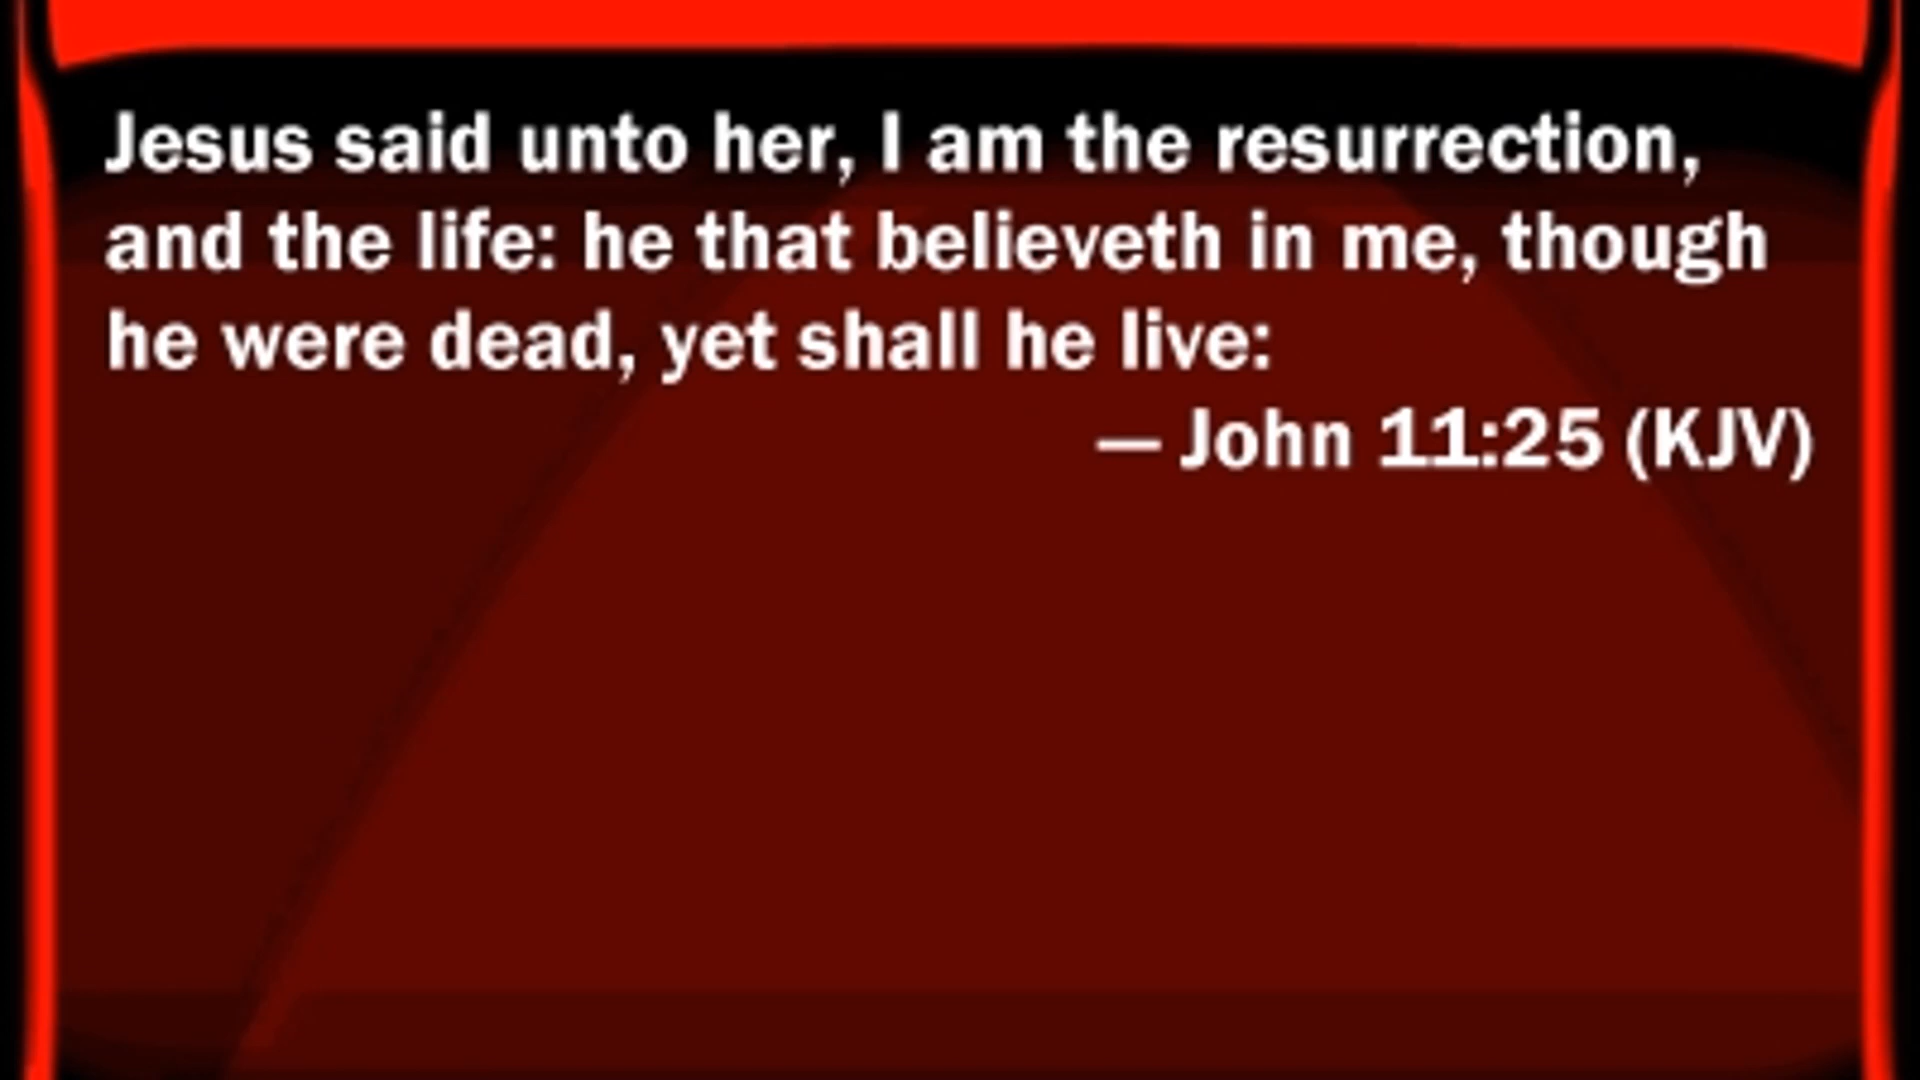 Jesus said unto her, I am the resurrection,
and the life: he that believeth in me, though
he were dead, yet shall he live:
— John 11:25 (KJV)